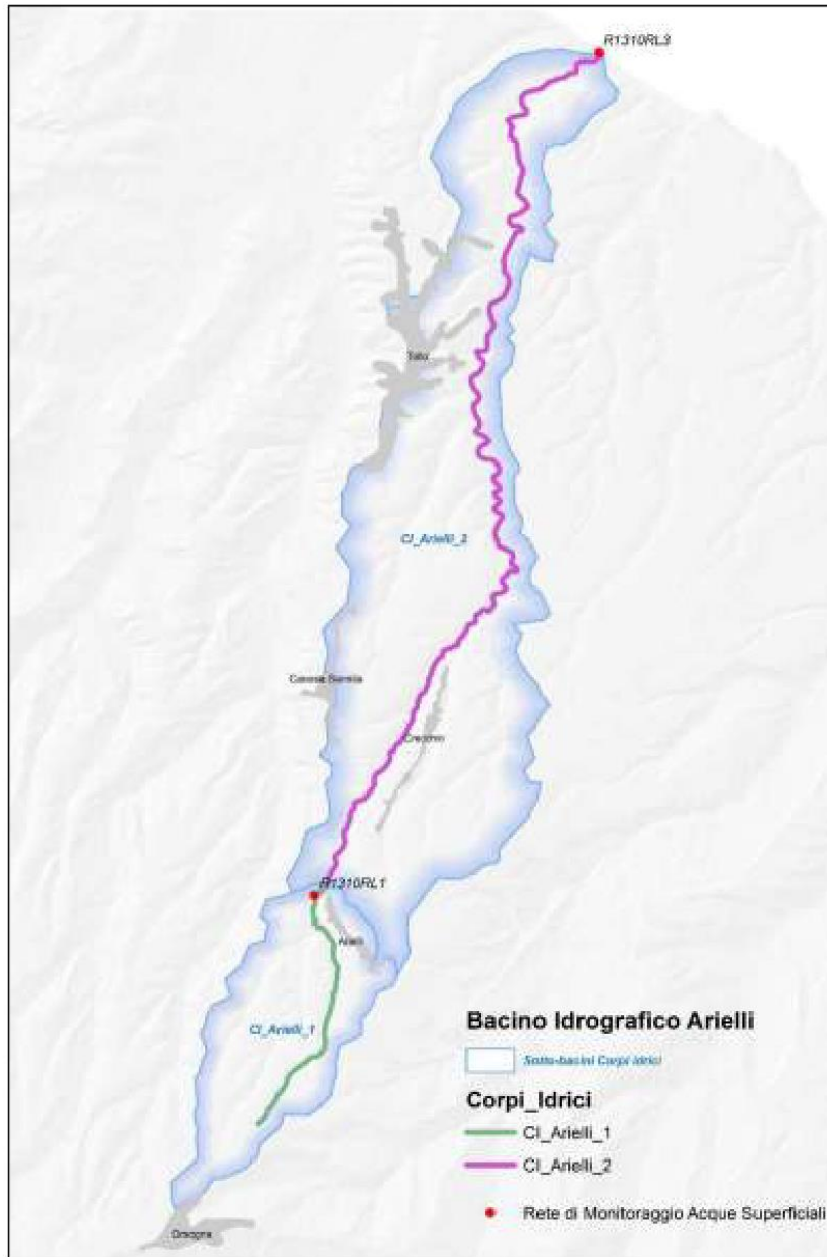 R1310RL3
Tollo
CI_Arielli_2
Canosa Sannita
Crecchio
R1310RL1
Arielli
CI_Arielli_1
Bacino Idrografico Arielli
Sotto-bacini Corpi Idrici
Corpi_Idrici
CI_Arielli_1
CI_Arielli_2
Rete di Monitoraggio Acque Superficiali
Orsogna